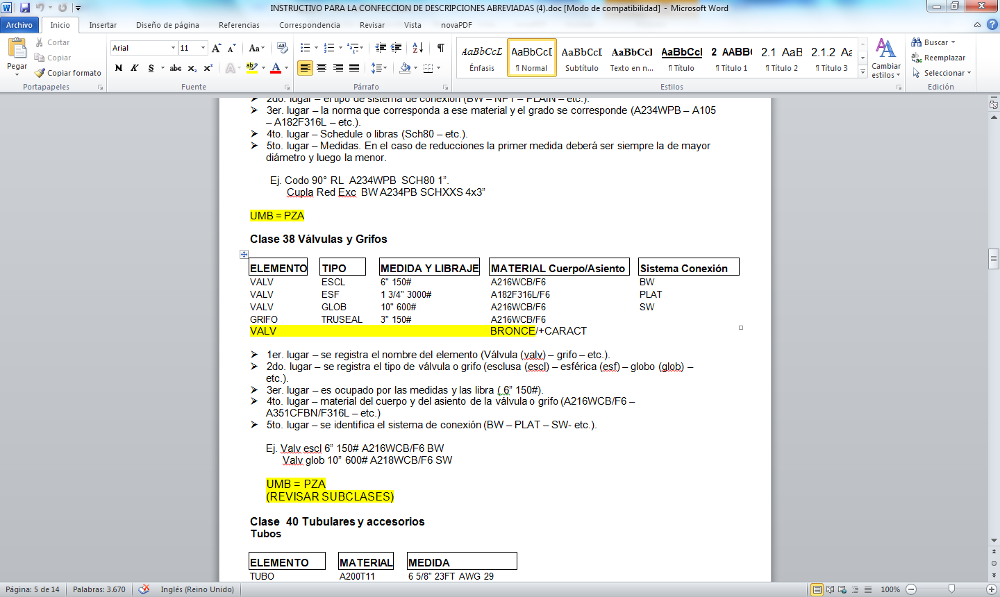 INSTRUCTIVO PARA LA CONFECCION DE DESCRIPCIONES ABREVIADAS (4).doc [Modo de compatibilidad] - Microsoft Word
Archivo Inicio Insertar Diseño de página Referencias Correspondencia Revisar Vista novaPDF
Cortar
Copiar
Copiar formato
Pegar
Portapapeles
Arial 11
Fuente
Párrafo
AaBbCcL AaBbCcI AaBbCcI AaBbCcI AaBbCcI 2 AABBC 2.1 AaB 2.1.2 Aa
Énfasis ¶ Normal Subtítulo Texto en n... ¶ Título ¶ Título 1 ¶ Título 2 ¶ Título 3
Estilos
Cambiar estilos
Buscar
Reemplazar
Seleccionar
Edición
2do. lugar – el tipo de sistema de conexión (BW – NPT – PLAIN – etc.).
3er. lugar – la norma que corresponda a ese material y el grado se corresponde (A234WPB – A105
– A182F316L – etc.).
4to. lugar – Schedule o libras (Sch80 – etc.).
5to. lugar – Medidas. En el caso de reducciones la primer medida deberá ser siempre la de mayor
diámetro y luego la menor.
Ej. Codo 90° RL A234WPB SCH80 1”.
Cupla Red Exc BW A234PB SCHXXS 4x3”
UMB = PZA
Clase 38 Válvulas y Grifos
ELEMENTO TIPO MEDIDA Y LIBRAJE MATERIAL Cuerpo/Asiento Sistema Conexión
VALV ESCL 6" 150# A216WCB/F6 BW
VALV ESF 1 3/4" 3000# A182F316L/F6 PLAT
VALV GLOB 10" 600# A216WCB/F6 SW
GRIFO TRUSEAL 3" 150# A216WCB/F6
VALV BRONCE/+CARACT
1er. lugar – se registra el nombre del elemento (Válvula (valv) – grifo – etc.).
2do. lugar – se registra el tipo de válvula o grifo (esclusa (escl) – esférica (esf) – globo (glob) –
etc.).
3er. lugar – es ocupado por las medidas y las libra ( 6” 150#).
4to. lugar – material del cuerpo y del asiento de la válvula o grifo (A216WCB/F6 –
A351CFBN/F316L – etc.)
5to. lugar – se identifica el sistema de conexión (BW – PLAT – SW- etc.).
Ej. Valv escl 6” 150# A216WCB/F6 BW
Valv glob 10” 600# A218WCB/F6 SW
UMB = PZA
(REVISAR SUBCLASES)
Clase 40 Tubulares y accesorios
Tubos
ELEMENTO MATERIAL MEDIDA
TUBO A200T11 6 5/8" 23FT AWG 29
Página: 5 de 14 Palabras: 3.670 Inglés (Reino Unido) 100%